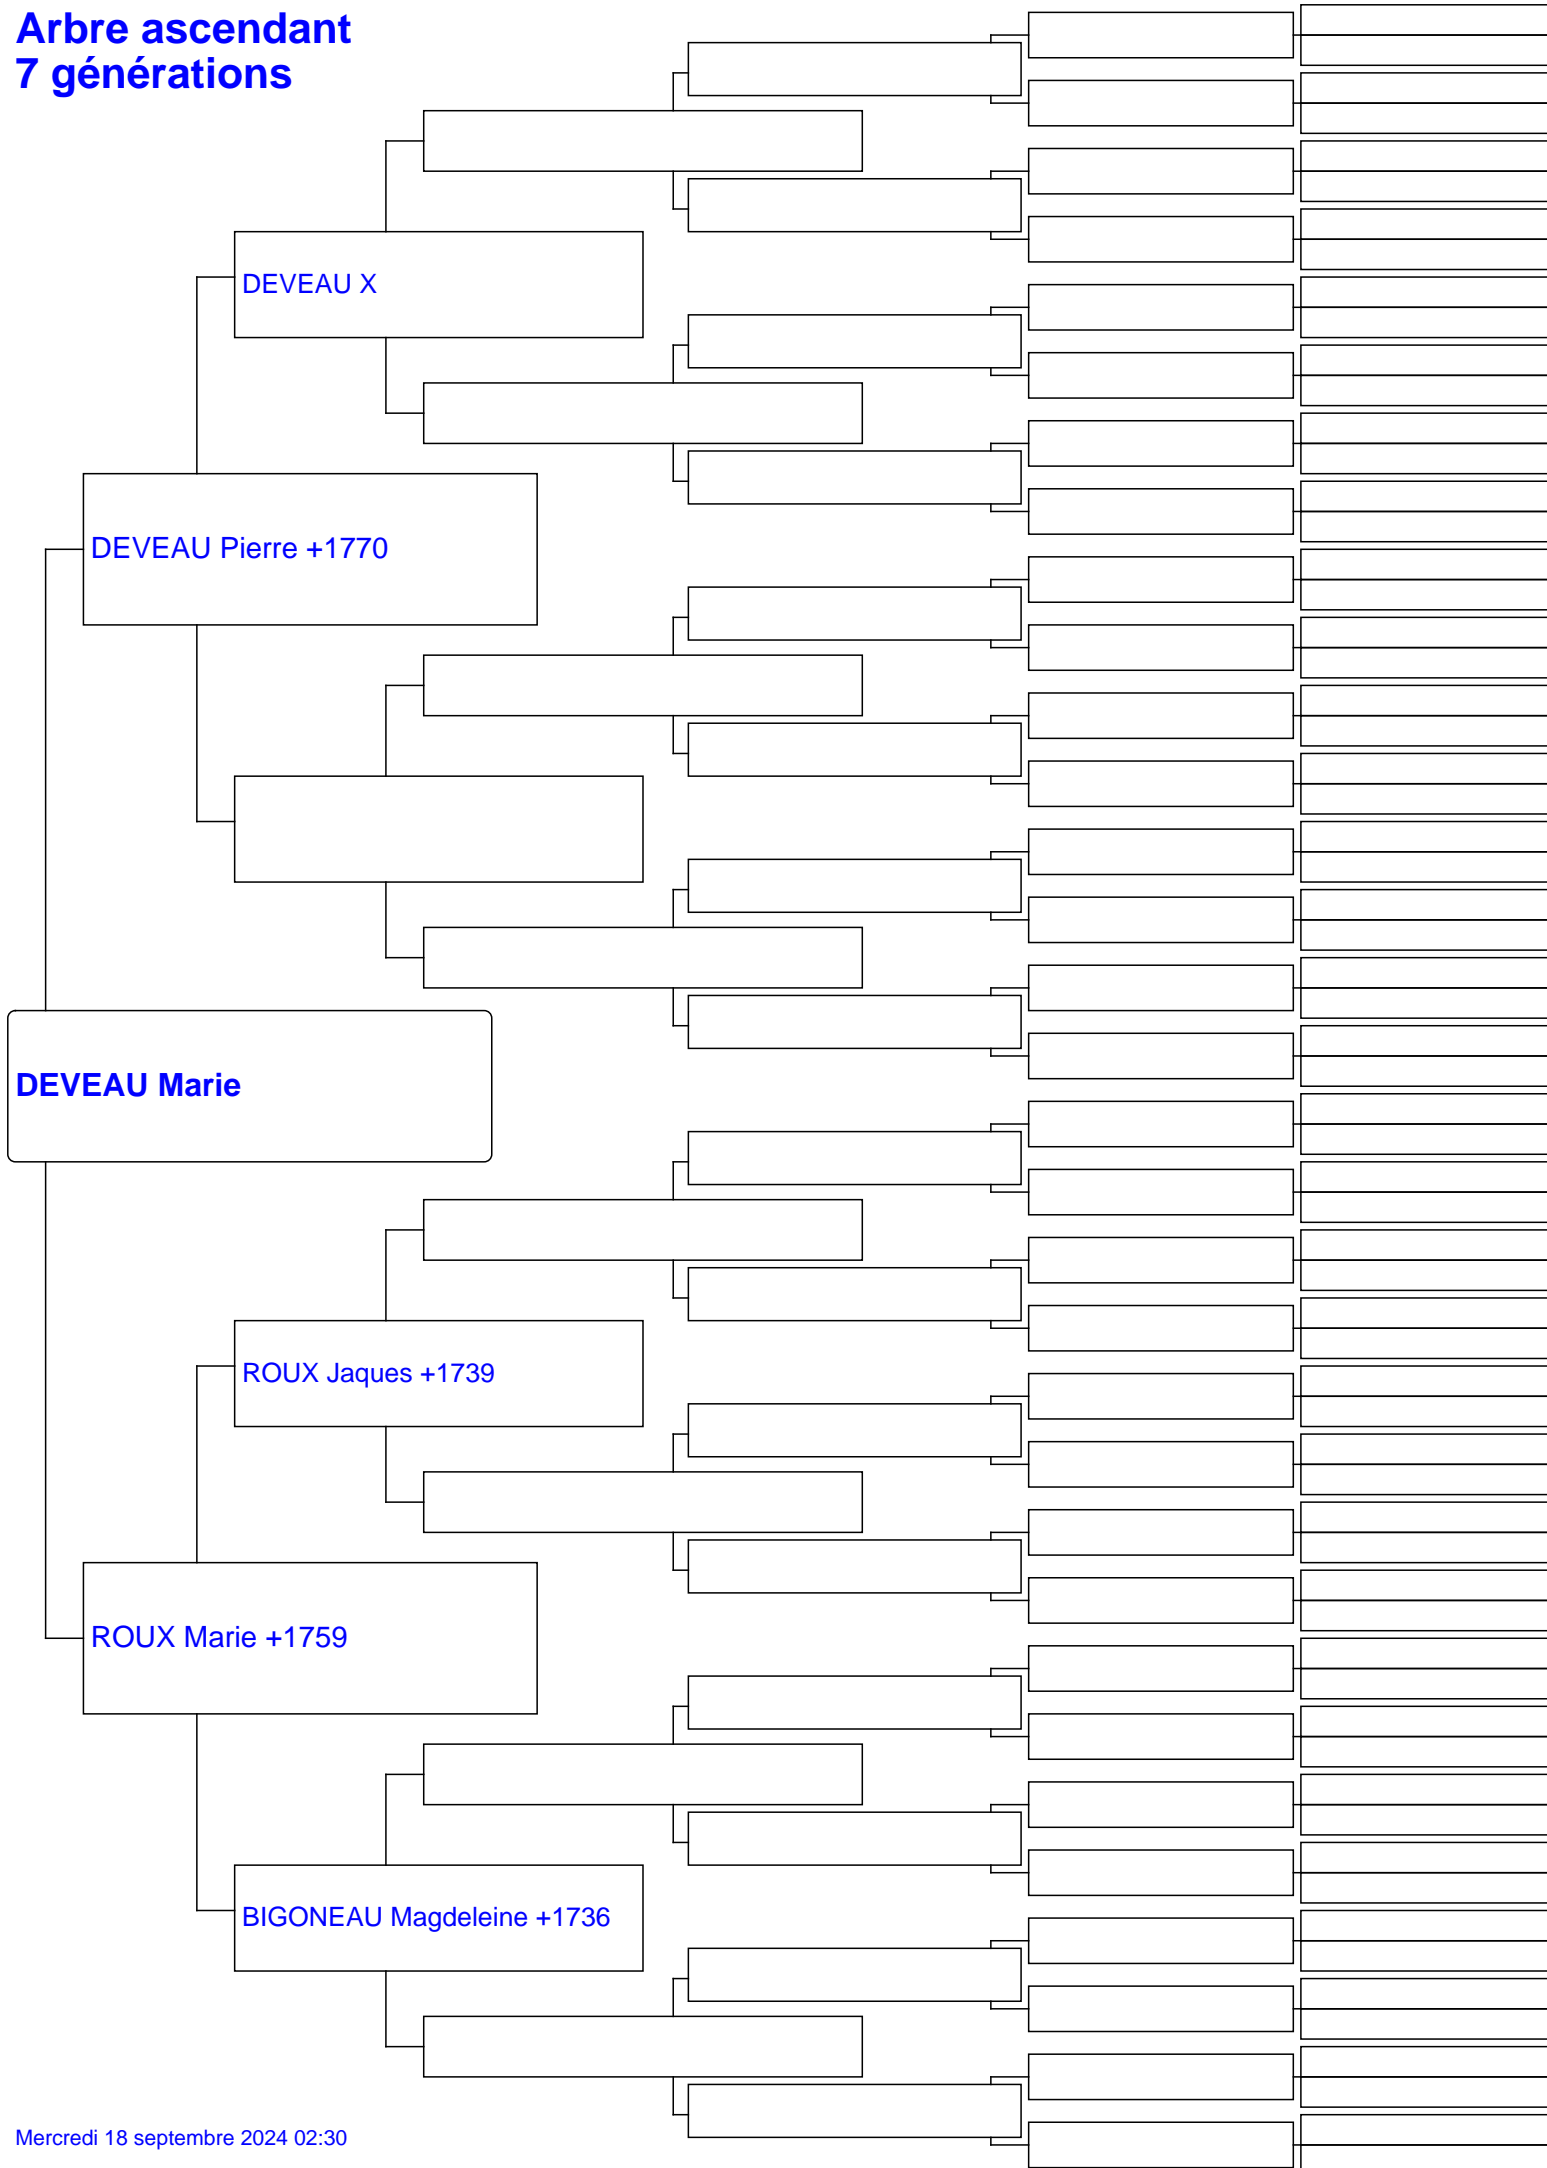 Arbre ascendant
7 générations
DEVEAU X
DEVEAU Pierre +1770
DEVEAU Marie
ROUX Jaques +1739
ROUX Marie +1759
BIGONEAU Magdeleine +1736
Mercredi 18 septembre 2024 02:30